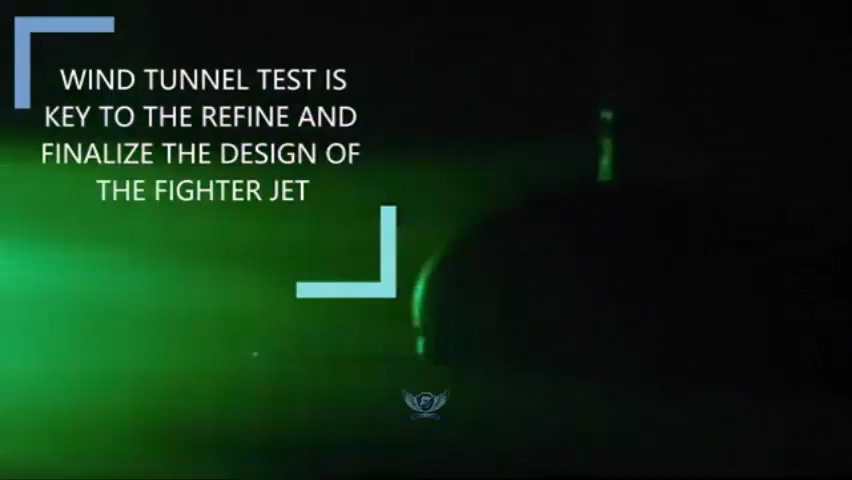 WIND TUNNEL TEST IS
KEY TO THE REFINE AND
FINALIZE THE DESIGN OF
THE FIGHTER JET